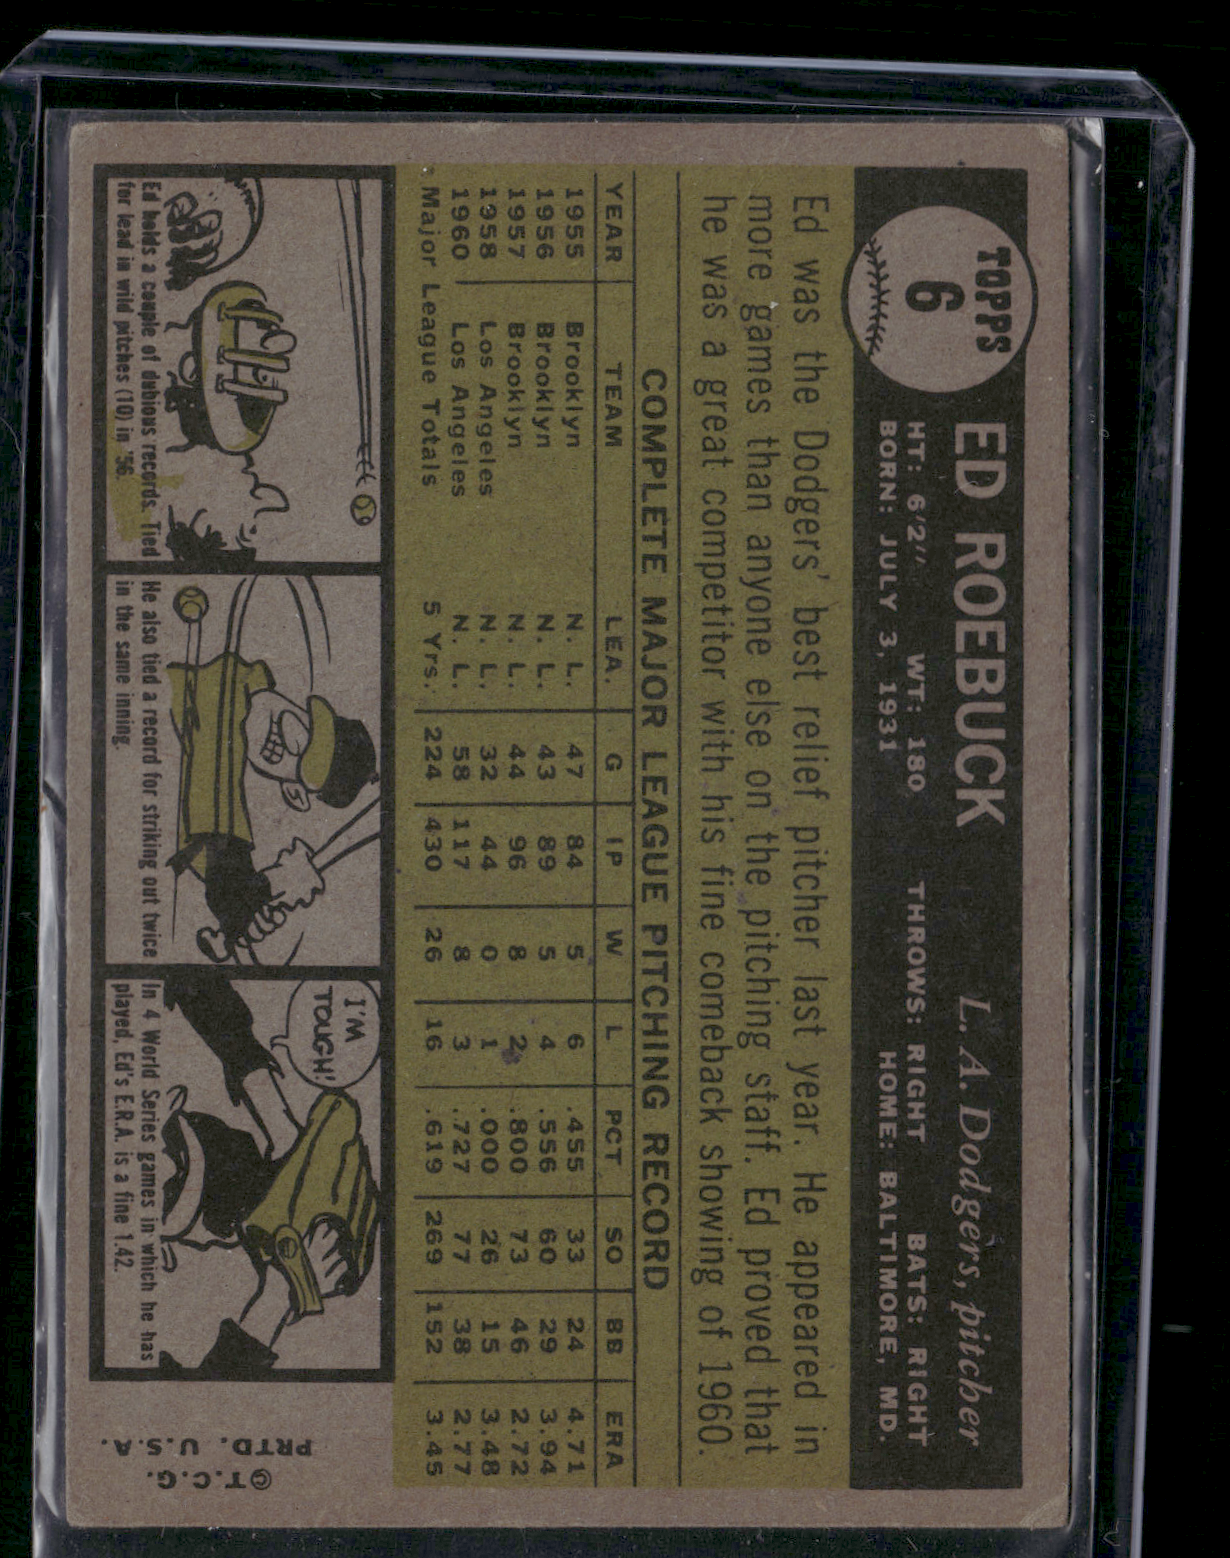 TOPPS
6
ED ROEBUCK
L. A. Dodgers, pitcher
HT: 6'2" WT: 180 THROWS: RIGHT BATS: RIGHT
BORN: JULY 3, 1931 HOME: BALTIMORE, MD.
Ed was the Dodgers' best relief pitcher last year. He appeared in
more games than anyone else on the pitching staff. Ed proved that
he was a great competitor with his fine comeback showing of 1960.
COMPLETE MAJOR LEAGUE PITCHING RECORD
YEAR TEAM LEA. G IP W L PCT SO BB ERA
1955 Brooklyn N. L. 47 84 5 6 .455 33 24 4.71
1956 Brooklyn N. L. 43 89 5 4 .556 60 29 3.94
1957 Brooklyn N. L. 44 96 8 2 .800 73 46 2.72
1958 Los Angeles N. L. 32 44 0 1 .000 26 15 3.48
1960 Los Angeles N. L. 58 117 8 3 .727 77 38 2.77
Major League Totals 5 Yrs. 224 430 26 16 .619 269 152 3.45
Ed holds a couple of dubious records. Tied
for lead in wild pitches (10) in '56.
He also tied a record for striking out twice
in the same inning.
I'M
TOUGH!
In 4 World Series games in which he has
played, Ed's E.R.A. is a fine 1.42.
©T.C.G.
PRTD. U.S.A.